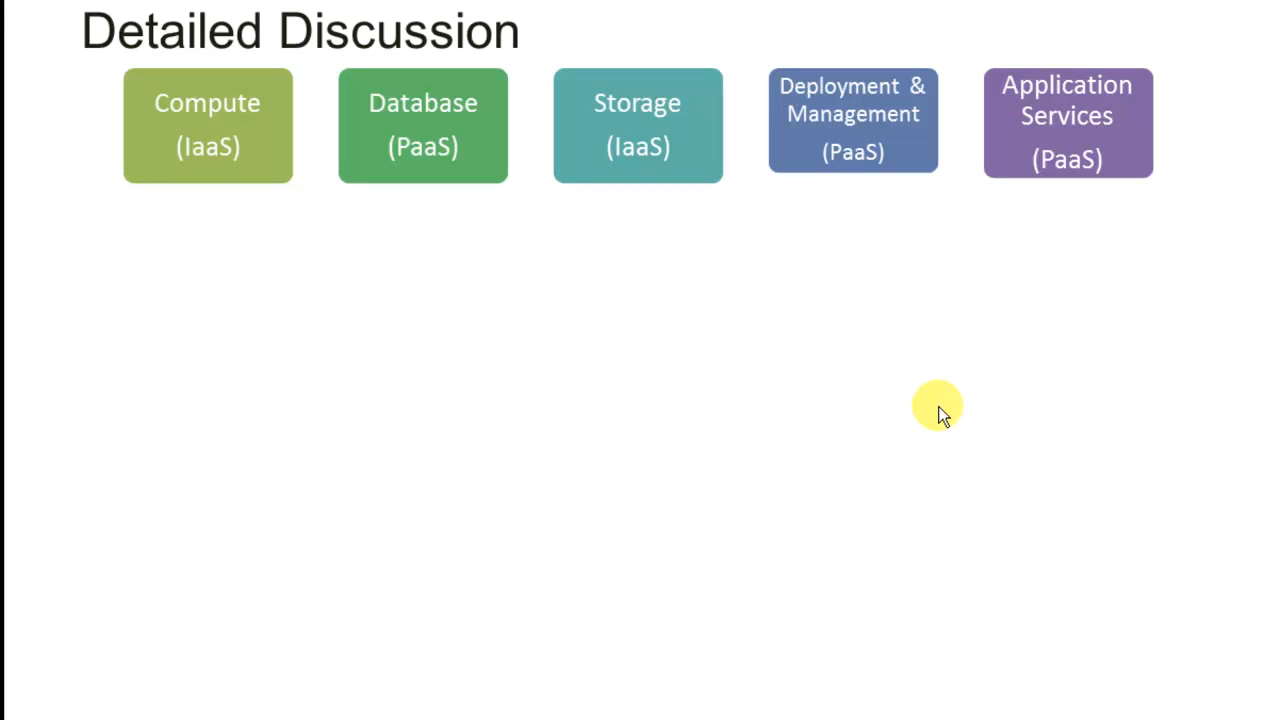 Detailed Discussion
Compute
(IaaS)
Database
(PaaS)
Storage
(IaaS)
Deployment &
Management
(PaaS)
Application
Services
(PaaS)